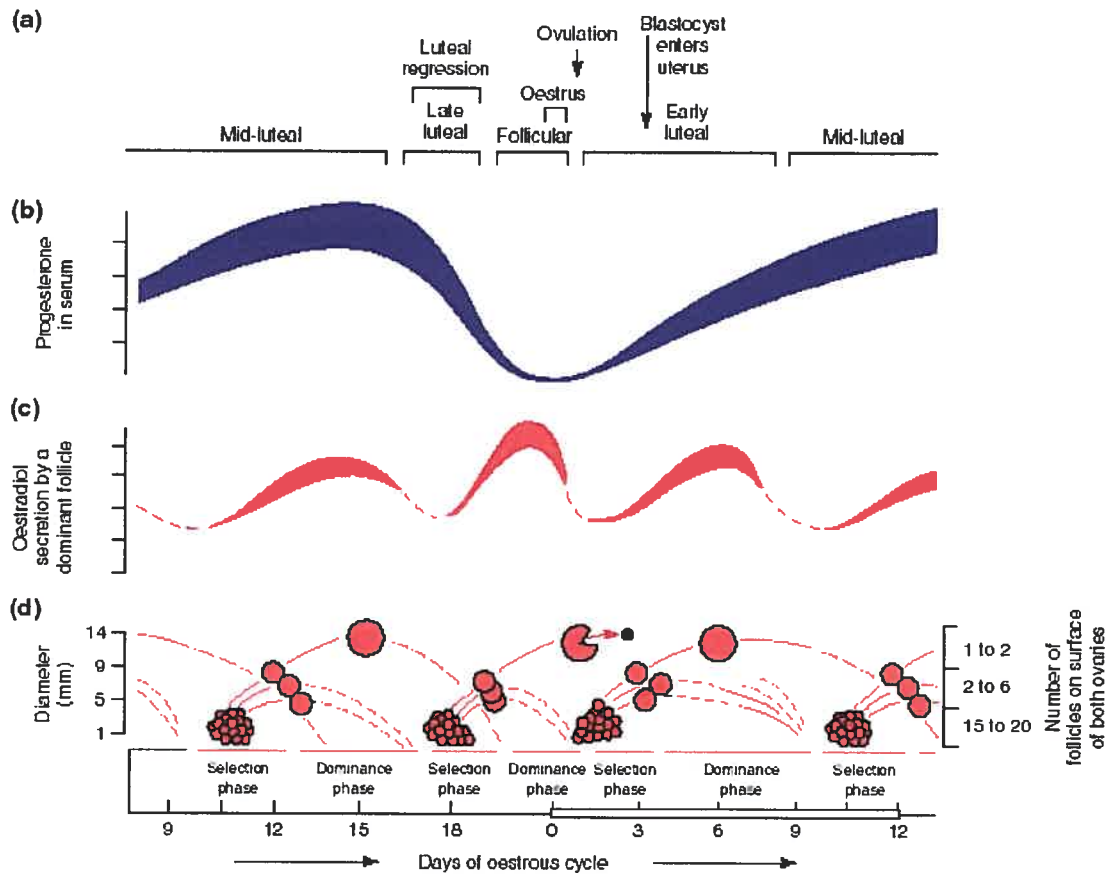 (a)
Ovulation
Blastocyst
enters
uterus
Luteal
regression
Oestrus
Mid-luteal
Late
luteal
Follicular
Early
luteal
Mid-luteal
(b)
Progesterone
in serum
(c)
Oestradiol
secretion by a
dominant follicle
(d)
Diameter
(mm)
14
9
5
1
1 to 2
2 to 6
15 to 20
Number of
follicles on surface
of both ovaries
Selection
phase
Dominance
phase
Selection
phase
Dominance
phase
Selection
phase
Dominance
phase
Selection
phase
9 12 15 18 0 3 6 9 12
Days of oestrous cycle